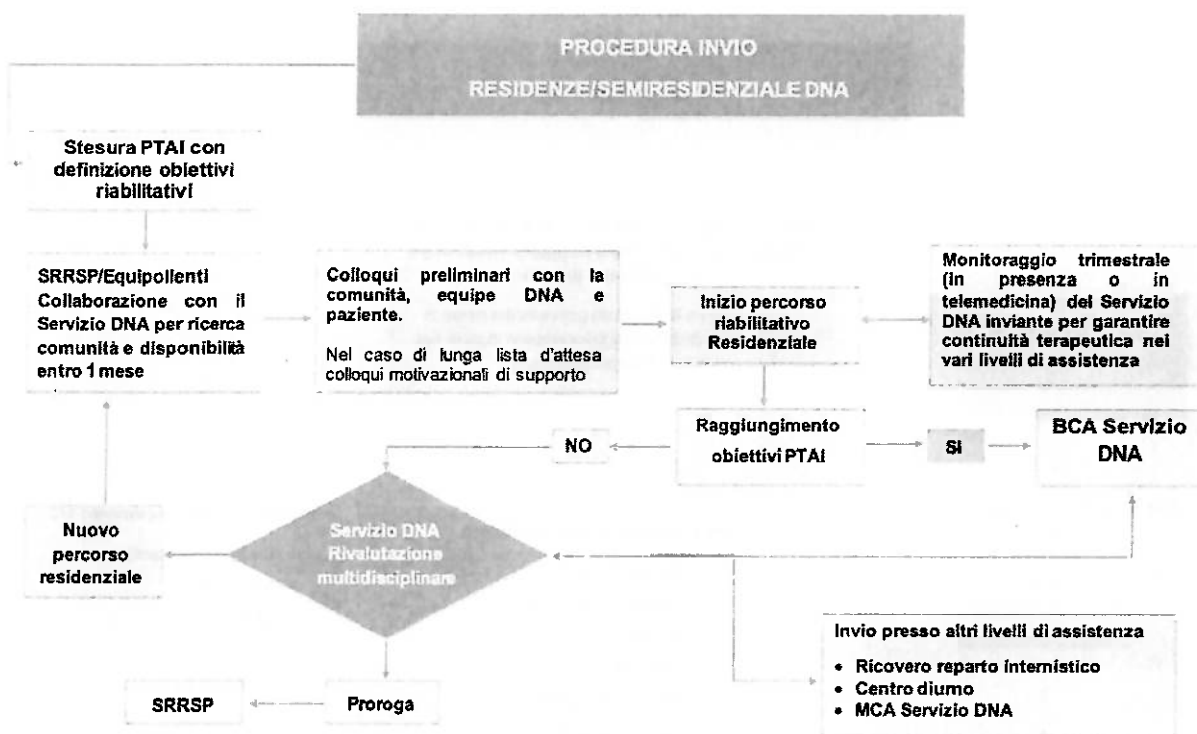 PROCEDURA INVIO
RESIDENZE/SEMIRESIDENZIALE DNA
Stesura PTAI con
definizione obiettivi
riabilitativi
SRRSP/Equipollenti
Collaborazione con il
Servizio DNA per ricerca
comunità e disponibilità
entro 1 mese
Colloqui preliminari con la
comunità, equipe DNA e
paziente.
Nel caso di lunga lista d'attesa
colloqui motivazionali di supporto
Inizio percorso
riabilitativo
Residenziale
Monitoraggio trimestrale
(in presenza o in
telemedicina) del Servizio
DNA inviante per garantire
continuità terapeutica nei
vari livelli di assistenza
NO
Raggiungimento
obiettivi PTAI
SI
BCA Servizio
DNA
Nuovo
percorso
residenziale
Servizio DNA
Rivalutazione
multidisciplinare
Invio presso altri livelli di assistenza
• Ricovero reparto internistico
• Centro diurno
• MCA Servizio DNA
SRRSP
Proroga